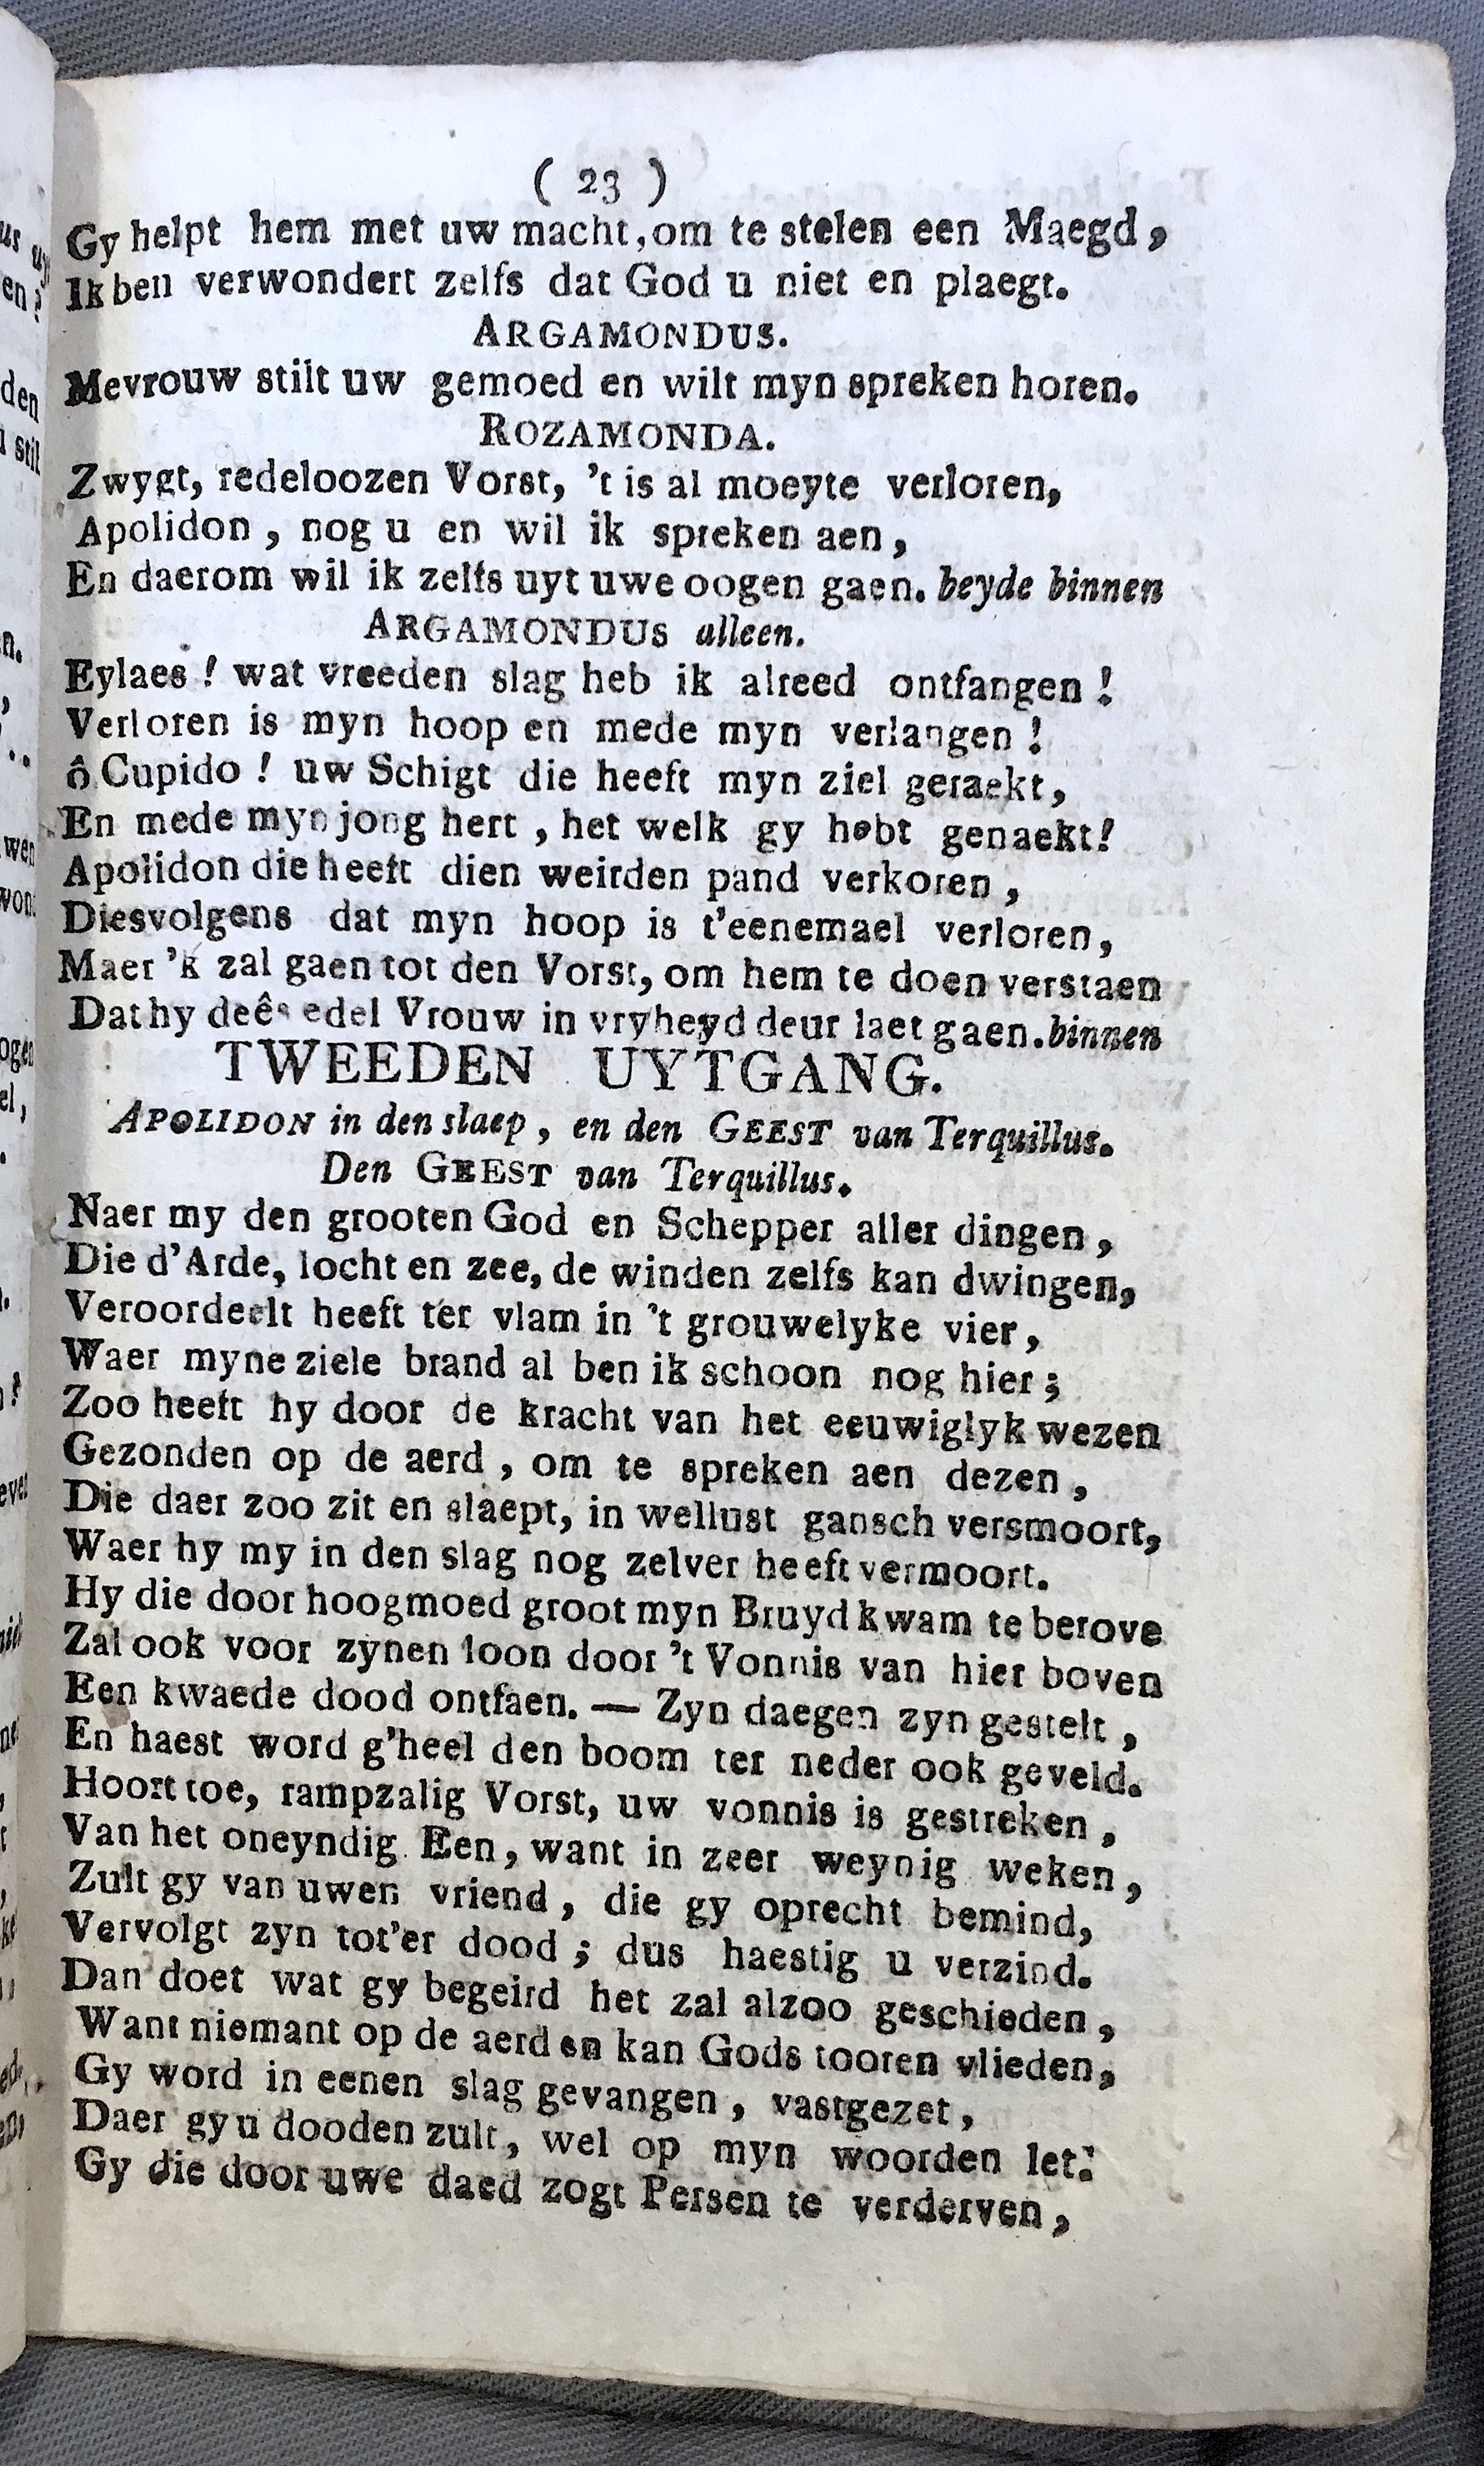 ( 23 )
Gy helpt hem met uw macht, om te stelen een Maegd,
Ik ben verwondert zelfs dat God u niet en plaegt.
ARGAMONDUS.
Mevrouw stilt uw gemoed en wilt myn spreken horen.
ROZAMONDA.
Zwygt, redeloozen Vorst, 't is al moeyte verloren,
Apolidon, nog u en wil ik spreken aen,
En daerom wil ik zelfs uyt uwe oogen gaen. beyde binnen
ARGAMONDUS alleen.
Eylaes! wat vreeden slag heb ik alreed ontfangen!
Verloren is myn hoop en mede myn verlangen!
ô Cupido! uw Schigt die heeft myn ziel geraekt,
En mede myn jong hert, het welk gy hebt genaekt!
Apolidon die heeft dien weirden pand verkoren,
Diesvolgens dat myn hoop is t'eenemael verloren,
Maer 'k zal gaen tot den Vorst, om hem te doen verstaen
Dat hy deês edel Vrouw in vryheyd deur laet gaen. binnen
TWEEDEN UYTGANG.
APOLIDON in den slaep, en den GEEST van Terquillus.
Den GEEST van Terquillus.
Naer my den grooten God en Schepper aller dingen,
Die d'Arde, locht en zee, de winden zelfs kan dwingen,
Veroordeelt heeft ter vlam in 't grouwelyke vier,
Waer myne ziele brand al ben ik schoon nog hier;
Zoo heeft hy door de kracht van het eeuwiglyk wezen
Gezonden op de aerd, om te spreken aen dezen,
Die daer zoo zit en slaept, in wellust gansch versmoort,
Waer hy my in den slag nog zelver heeft vermoort.
Hy die door hoogmoed groot myn Bruyd kwam te berove
Zal ook voor zynen loon door 't Vonnis van hier boven
Een kwaede dood ontfaen. — Zyn daegen zyn gestelt,
En haest word g'heel den boom ter neder ook geveld.
Hoort toe, rampzalig Vorst, uw vonnis is gestreken,
Van het oneyndig Een, want in zeer weynig weken,
Zult gy van uwen vriend, die gy oprecht bemind,
Vervolgt zyn tot'er dood; dus haestig u verzind.
Dan doet wat gy begeird het zal alzoo geschieden,
Want niemant op de aerd en kan Gods tooren vlieden,
Gy word in eenen slag gevangen, vastgezet,
Daer gy u dooden zult, wel op myn woorden let:
Gy die door uwe daed zogt Persen te verderven,